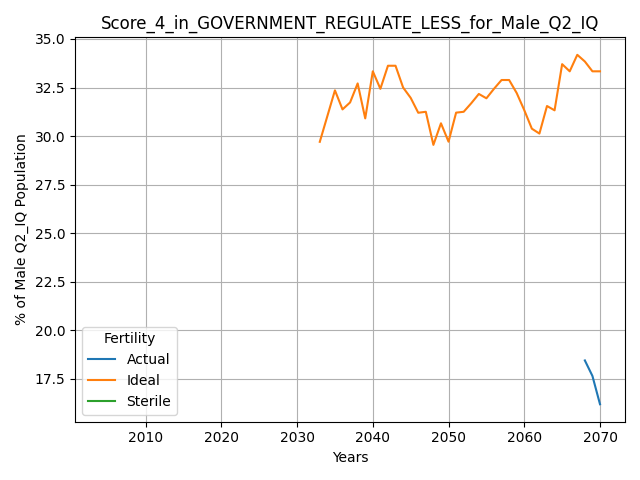 Score_4_in_GOVERNMENT_REGULATE_LESS_for_Male_Q2_IQ
% of Male Q2_IQ Population
35.0
32.5
30.0
27.5
25.0
22.5
20.0
17.5
Fertility
Actual
Ideal
Sterile
2010 2020 2030 2040 2050 2060 2070
Years